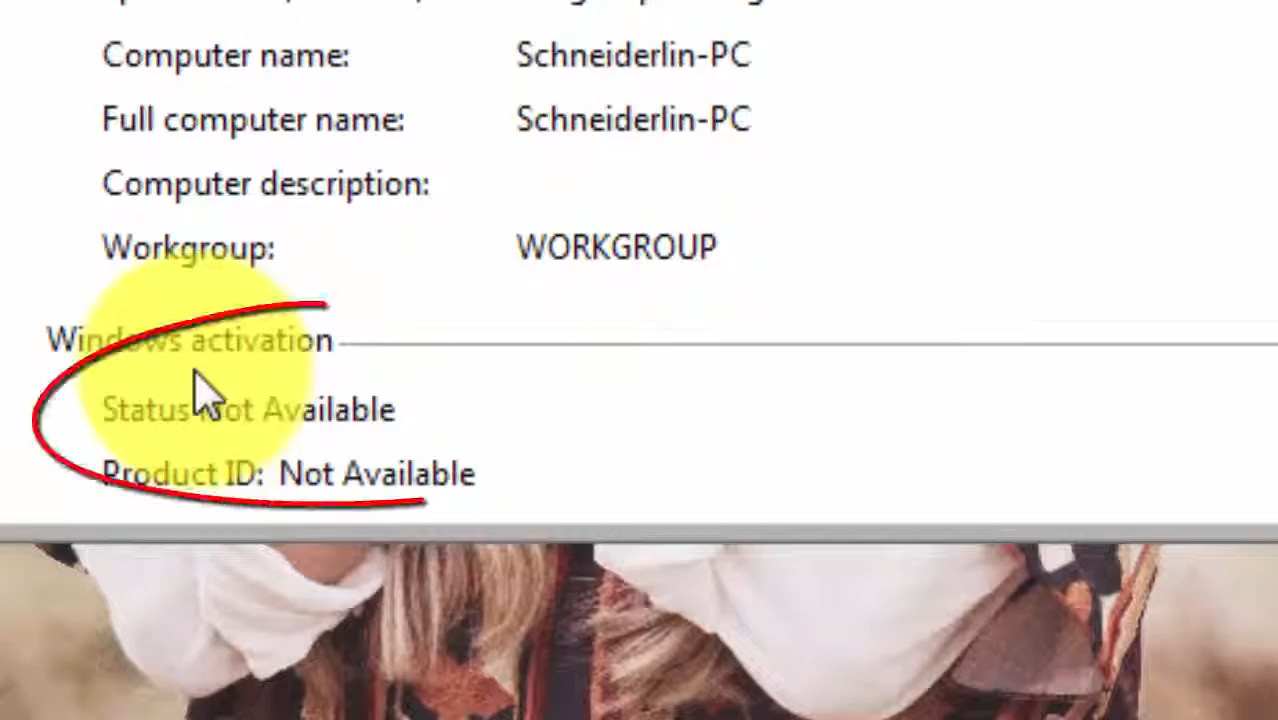 Computer name: Schneiderlin-PC
Full computer name: Schneiderlin-PC
Computer description:
Workgroup: WORKGROUP
Windows activation
Status Not Available
Product ID: Not Available